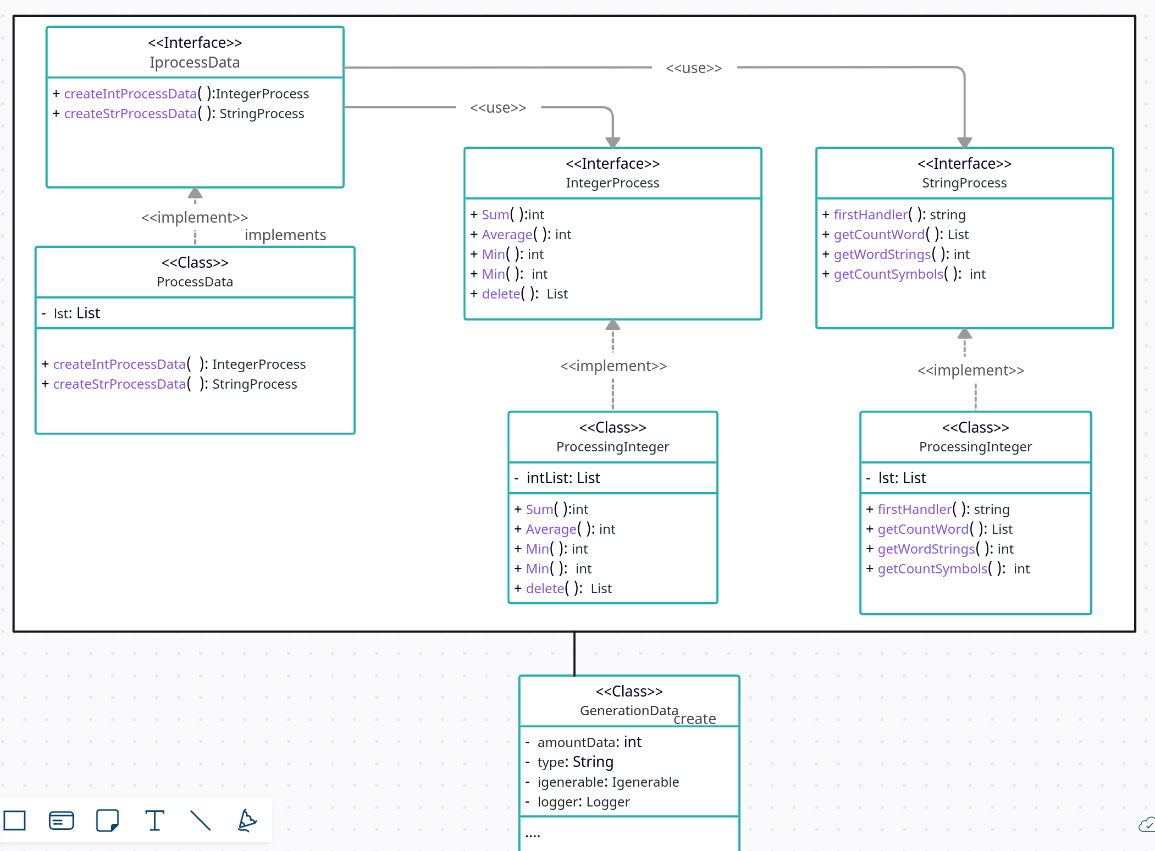 <<Interface>>
IprocessData
+ createIntProcessData( ):IntegerProcess
+ createStrProcessData( ): StringProcess
<<use>>
<<use>>
<<implement>>
implements
<<Class>>
ProcessData
- lst: List
+ createIntProcessData( ): IntegerProcess
+ createStrProcessData( ): StringProcess
<<Interface>>
IntegerProcess
+ Sum( ):int
+ Average( ): int
+ Min( ): int
+ Min( ): int
+ delete( ): List
<<Interface>>
StringProcess
+ firstHandler( ): string
+ getCountWord( ): List
+ getWordStrings( ): int
+ getCountSymbols( ): int
<<implement>>
<<implement>>
<<Class>>
ProcessingInteger
- intList: List
+ Sum( ):int
+ Average( ): int
+ Min( ): int
+ Min( ): int
+ delete( ): List
<<Class>>
ProcessingInteger
- lst: List
+ firstHandler( ): string
+ getCountWord( ): List
+ getWordStrings( ): int
+ getCountSymbols( ): int
<<Class>>
GenerationData
create
- amountData: int
- type: String
- igenerable: Igenerable
- logger: Logger
....
T